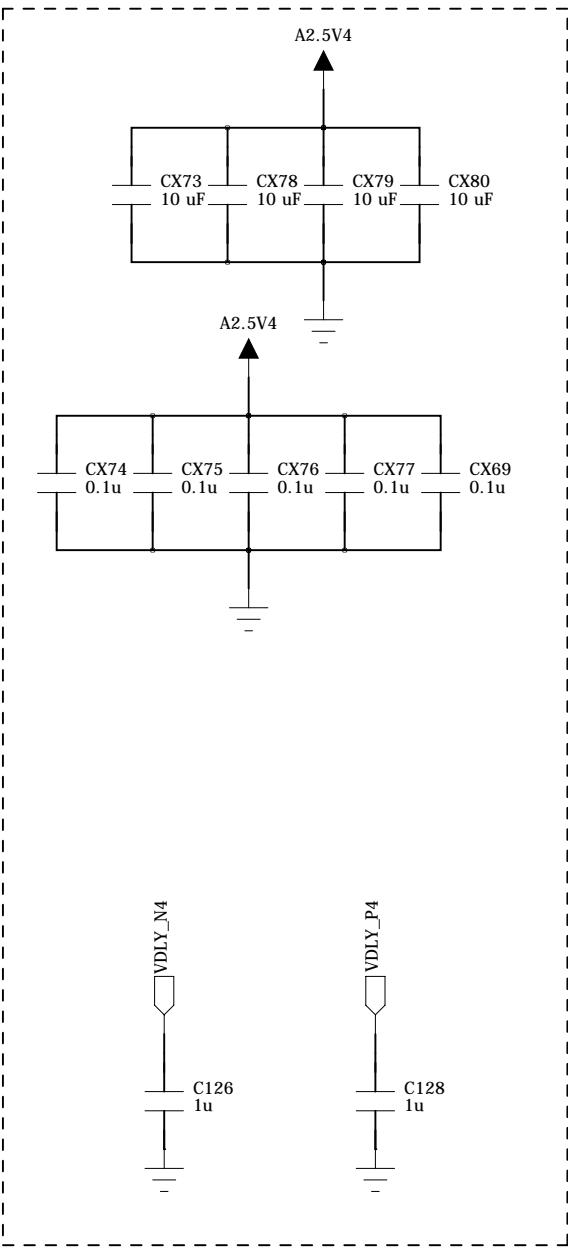 A2.5V4
CX73 CX78 CX79 CX80
10 uF 10 uF 10 uF 10 uF
A2.5V4
CX74 CX75 CX76 CX77 CX69
0.1u 0.1u 0.1u 0.1u 0.1u
VDLY_N4 VDLY_P4
C126 C128
1u 1u